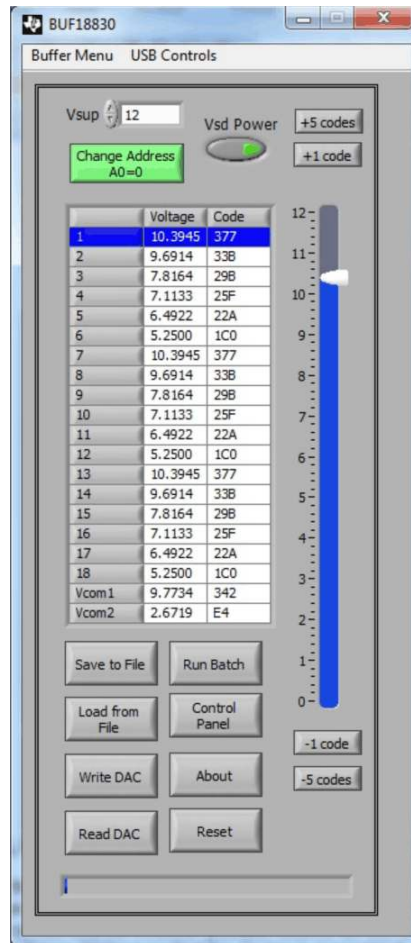 BUF18830
Buffer Menu USB Controls
Vsup 12
Vsd Power
+5 codes
Change Address
A0=0
+1 code
Voltage Code
1 10.3945 377
2 9.6914 33B
3 7.8164 29B
4 7.1133 25F
5 6.4922 22A
6 5.2500 1C0
7 10.3945 377
8 9.6914 33B
9 7.8164 29B
10 7.1133 25F
11 6.4922 22A
12 5.2500 1C0
13 10.3945 377
14 9.6914 33B
15 7.8164 29B
16 7.1133 25F
17 6.4922 22A
18 5.2500 1C0
Vcom1 9.7734 342
Vcom2 2.6719 E4
12
11
10
9
8
7
6
5
4
3
2
1
0
Save to File
Run Batch
Load from
File
Control
Panel
-1 code
Write DAC
About
-5 codes
Read DAC
Reset